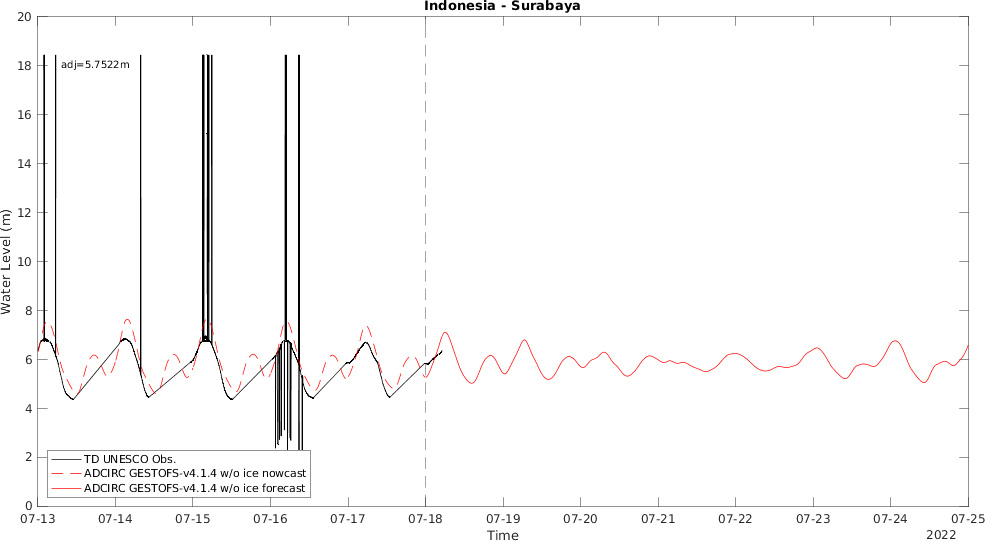 Indonesia - Surabaya
20
18
16
14
12
10
8
6
4
2
0
Water Level (m)
adj=5.7522m
TD UNESCO Obs.
ADCIRC GESTOFS-v4.1.4 w/o ice nowcast
ADCIRC GESTOFS-v4.1.4 w/o ice forecast
07-13 07-14 07-15 07-16 07-17 07-18 07-19 07-20 07-21 07-22 07-23 07-24 07-25
Time
2022